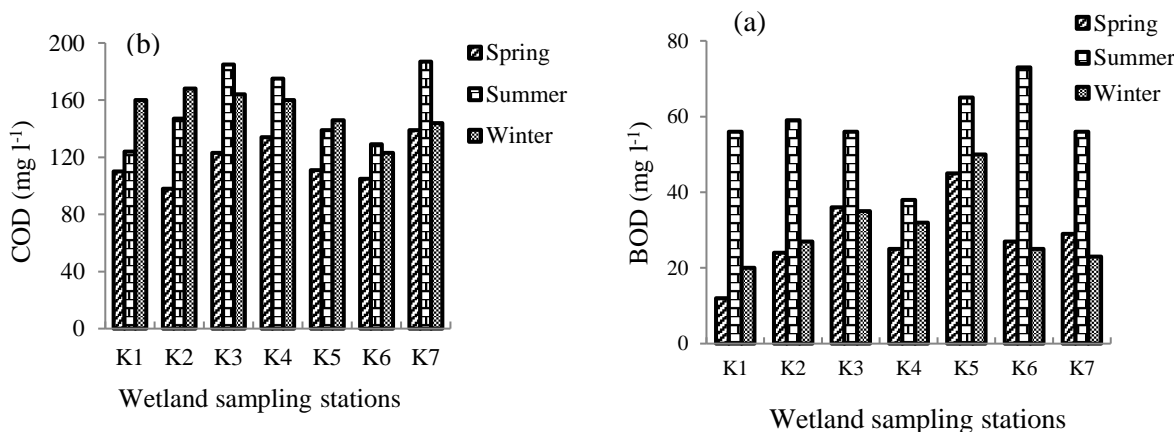 (b)
200
160
120
80
40
0
COD (mg l-1)
Spring
Summer
Winter
K1 K2 K3 K4 K5 K6 K7
Wetland sampling stations
(a)
80
60
40
20
0
BOD (mg l-1)
Spring
Summer
Winter
K1 K2 K3 K4 K5 K6 K7
Wetland sampling stations